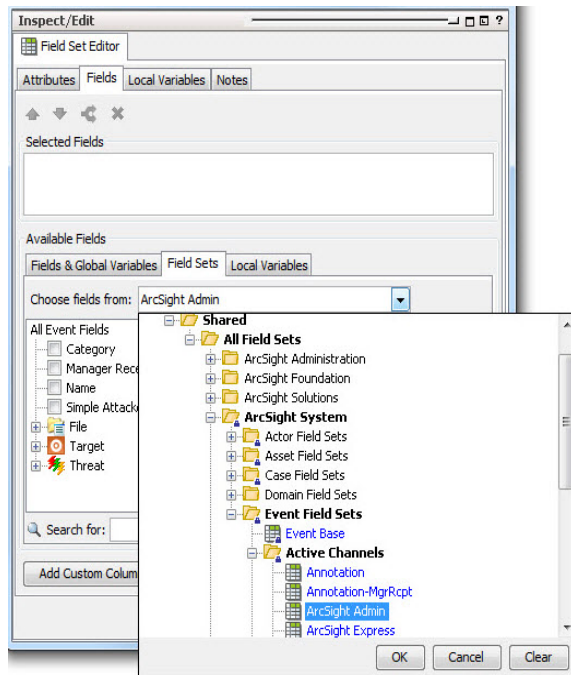 Inspect/Edit
?
Field Set Editor
Attributes Fields Local Variables Notes
Selected Fields
Available Fields
Fields & Global Variables Field Sets Local Variables
Choose fields from: ArcSight Admin
All Event Fields
Category
Manager Rece
Name
Simple Attack
File
Target
Threat
Search for:
Add Custom Colum
Shared
All Field Sets
ArcSight Administration
ArcSight Foundation
ArcSight Solutions
ArcSight System
Actor Field Sets
Asset Field Sets
Case Field Sets
Domain Field Sets
Event Field Sets
Event Base
Active Channels
Annotation
Annotation-MgrRcpt
ArcSight Admin
ArcSight Express
OK Cancel Clear